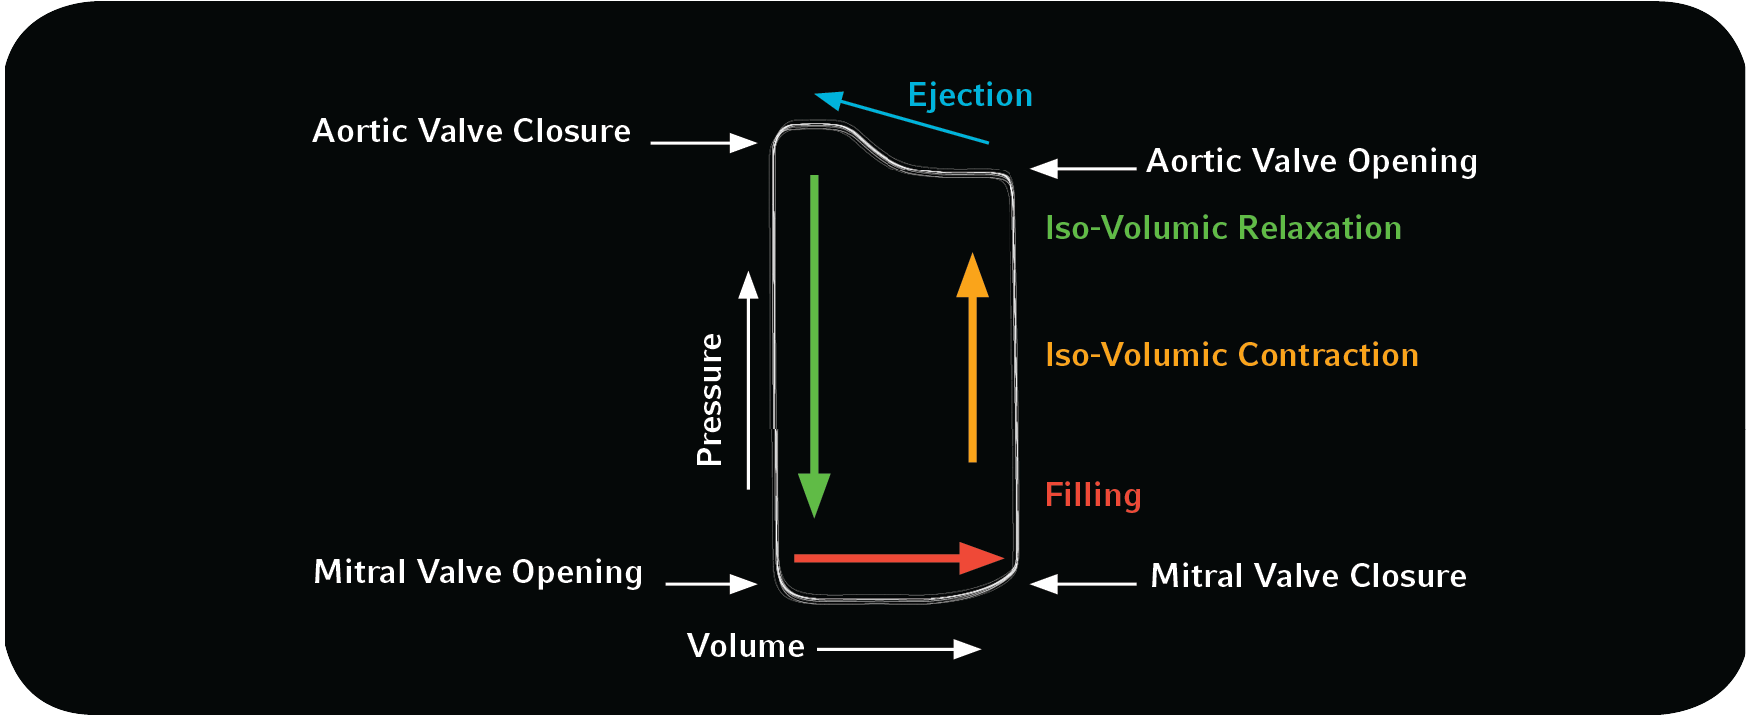 Ejection
Aortic Valve Closure
Aortic Valve Opening
Iso-Volumic Relaxation
Iso-Volumic Contraction
Pressure
Filling
Mitral Valve Opening
Mitral Valve Closure
Volume